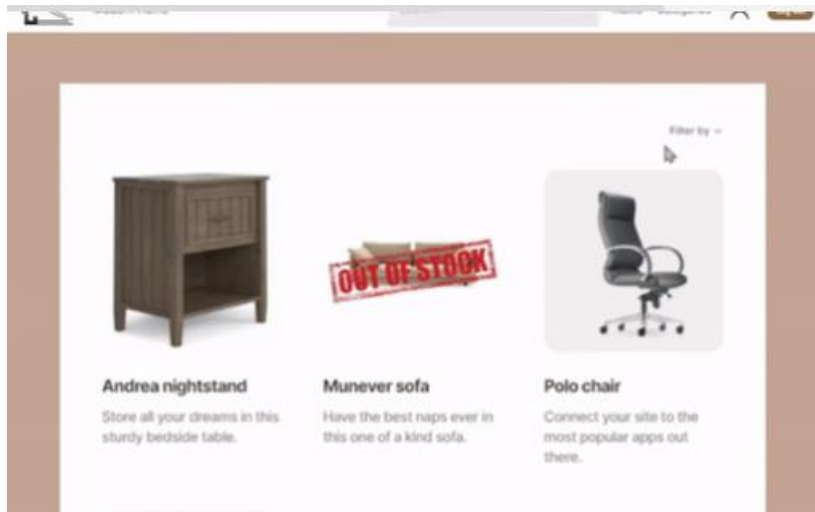 Filter by
OUT OF STOCK
Andrea nightstand
Store all your dreams in this
sturdy bedside table.
Munever sofa
Have the best naps ever in
this one of a kind sofa.
Polo chair
Connect your site to the
most popular apps out
there.